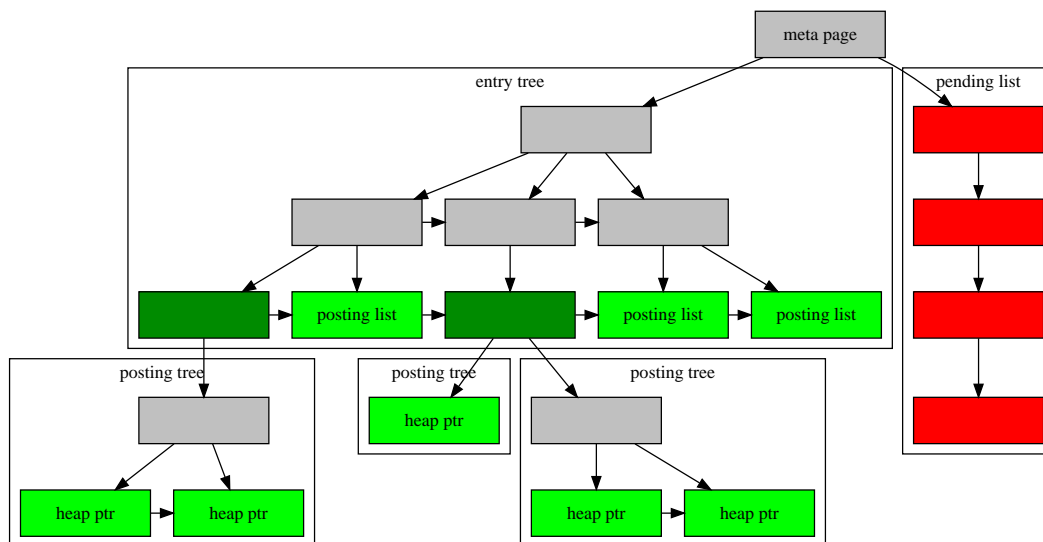 meta page
entry tree
pending list
posting list
posting list
posting list
posting tree
posting tree
posting tree
heap ptr
heap ptr
heap ptr
heap ptr
heap ptr